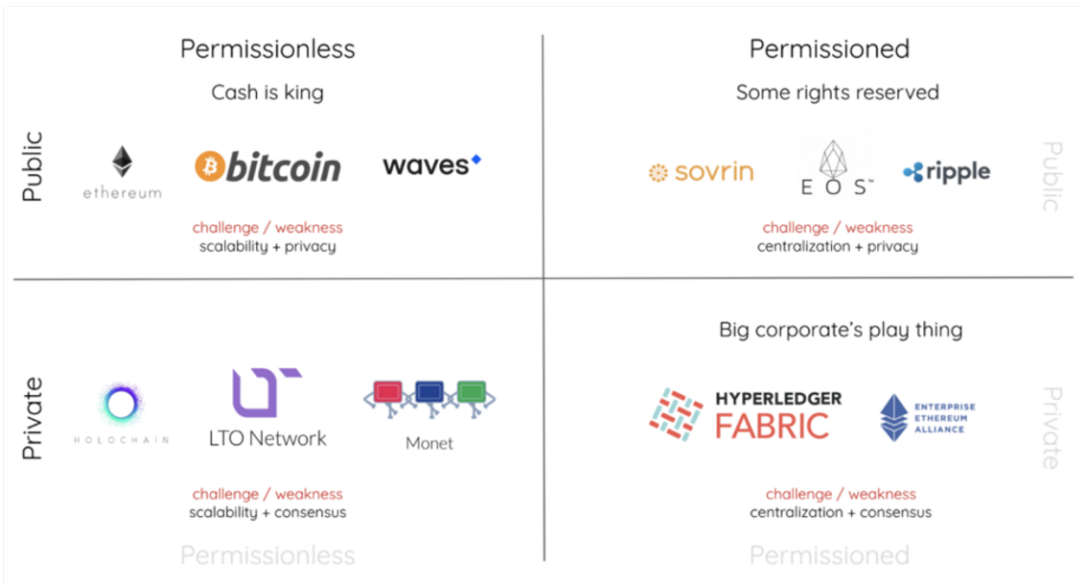 Permissionless
Permissioned
Cash is king
Some rights reserved
Public
ethereum
bitcoin
waves
sovrin
E O S™
ripple
Public
challenge / weakness
scalability + privacy
challenge / weakness
centralization + privacy
Big corporate's play thing
Private
HOLOCHAIN
LTO Network
Monet
HYPERLEDGER
FABRIC
ENTERPRISE
ETHEREUM
ALLIANCE
Private
challenge / weakness
scalability + consensus
challenge / weakness
centralization + consensus
Permissionless
Permissioned